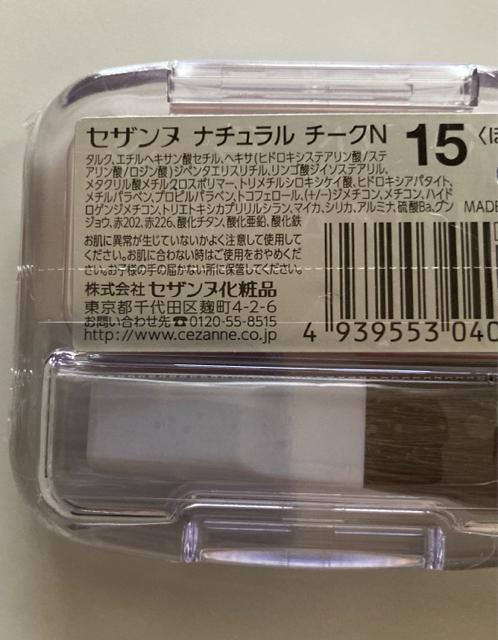 セザンヌ ナチュラル チークN 15 〈ほ
タルク、エチルヘキサン酸セチル、ヘキサ(ヒドロキシステアリン酸/ステ
アリン酸/ロジン酸)ジペンタエリスリチル、リンゴ酸ジイソステアリル、
メタクリル酸メチルクロスポリマー、トリメチルシロキシケイ酸、ヒドロキシアパタイト、
メチルパラベン、プロピルパラベン、トコフェロール、(+/-)ジメチコン、メチコン、ハイド
ロゲンジメチコン、トリエトキシカプリリルシラン、マイカ、シリカ、アルミナ、硫酸Ba、グン
ジョウ、赤202、赤226、酸化チタン、酸化亜鉛、酸化鉄
MADE
お肌に異常が生じていないかよく注意して使用して
ください。お肌に合わない時はご使用をおやめくだ
さい。お子様の手の届かない所に保管してください。
株式会社 セザンヌ化粧品
東京都千代田区麹町4-2-6
お問い合わせ先☎0120-55-8515
http://www.cezanne.co.jp
4 939553 040